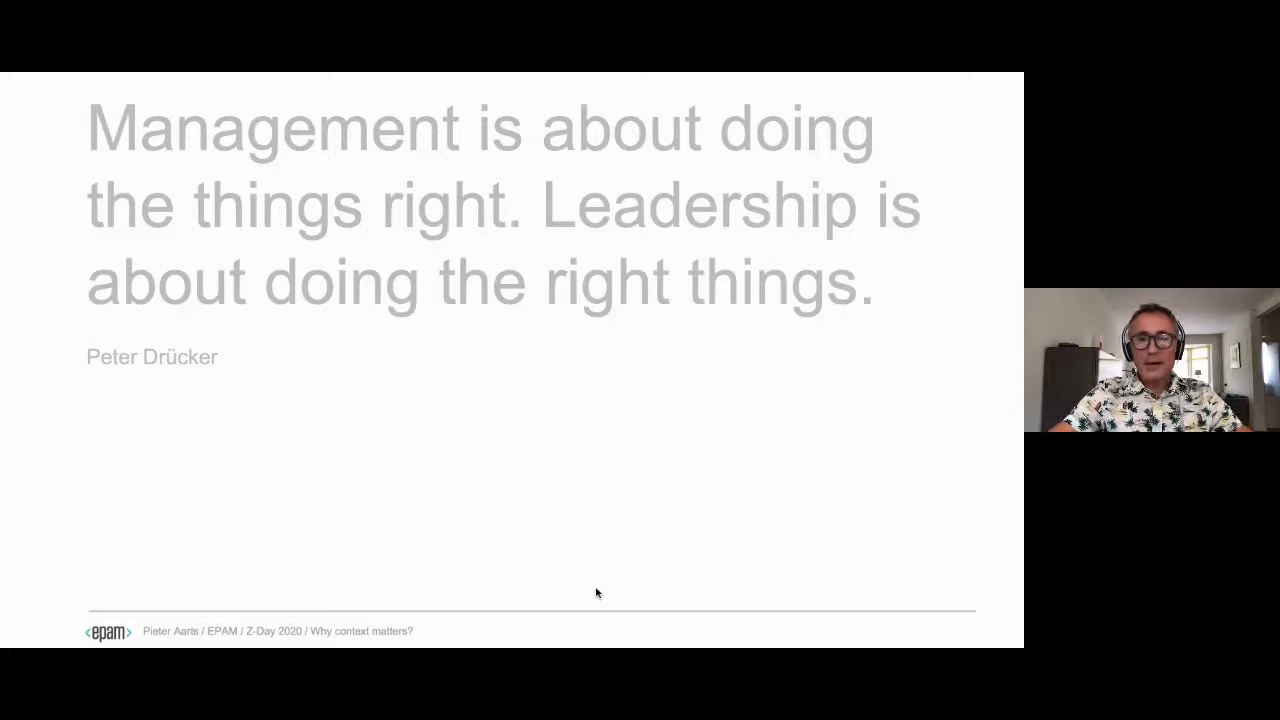 Management is about doing
the things right. Leadership is
about doing the right things.
Peter Drücker
<epam> Pieter Aarts / EPAM / Z-Day 2020 / Why context matters?